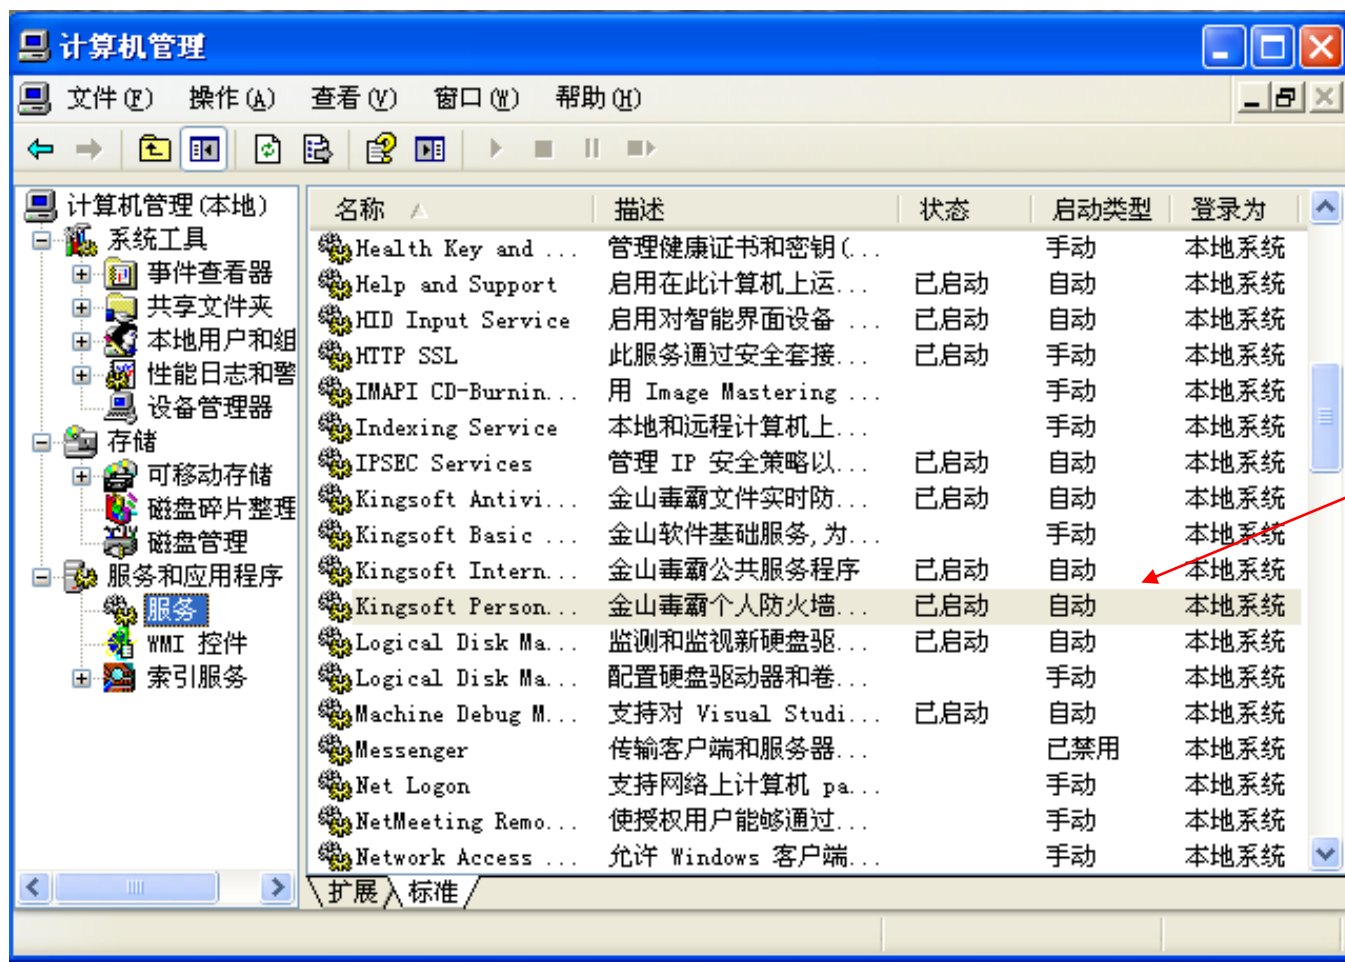 计算机管理
文件(F) 操作(A) 查看(V) 窗口(W) 帮助(H)
计算机管理(本地)
系统工具
事件查看器
共享文件夹
本地用户和组
性能日志和警
设备管理器
存储
可移动存储
磁盘碎片整理
磁盘管理
服务和应用程序
服务
WMI 控件
索引服务
名称 描述 状态 启动类型 登录为
Health Key and ... 管理健康证书和密钥(... 手动 本地系统
Help and Support 启用在此计算机上运... 已启动 自动 本地系统
HID Input Service 启用对智能界面设备 ... 已启动 自动 本地系统
HTTP SSL 此服务通过安全套接... 已启动 手动 本地系统
IMAPI CD-Burnin... 用 Image Mastering ... 手动 本地系统
Indexing Service 本地和远程计算机上... 手动 本地系统
IPSEC Services 管理 IP 安全策略以... 已启动 自动 本地系统
Kingsoft Antivi... 金山毒霸文件实时防... 已启动 自动 本地系统
Kingsoft Basic ... 金山软件基础服务,为... 手动 本地系统
Kingsoft Intern... 金山毒霸公共服务程序 已启动 自动 本地系统
Kingsoft Person... 金山毒霸个人防火墙... 已启动 自动 本地系统
Logical Disk Ma... 监测和监视新硬盘驱... 已启动 自动 本地系统
Logical Disk Ma... 配置硬盘驱动器和卷... 手动 本地系统
Machine Debug M... 支持对 Visual Studi... 已启动 自动 本地系统
Messenger 传输客户端和服务器... 已禁用 本地系统
Net Logon 支持网络上计算机 pa... 手动 本地系统
NetMeeting Remo... 使授权用户能够通过... 手动 本地系统
Network Access ... 允许 Windows 客户端... 手动 本地系统
扩展 标准